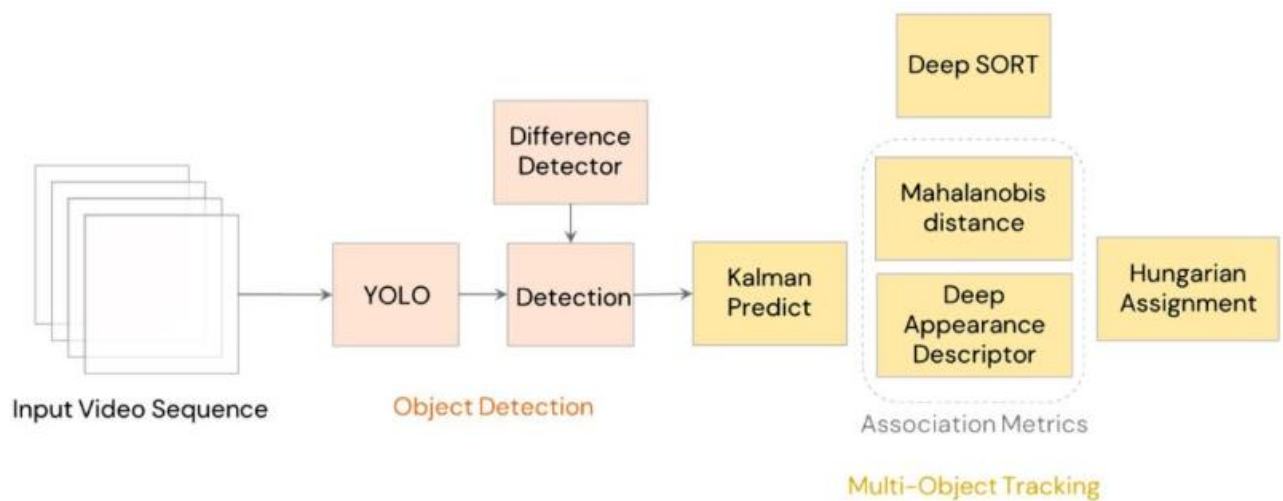 Deep SORT
Difference
Detector
Mahalanobis
distance
YOLO
Detection
Kalman
Predict
Deep
Appearance
Descriptor
Hungarian
Assignment
Input Video Sequence
Object Detection
Association Metrics
Multi-Object Tracking